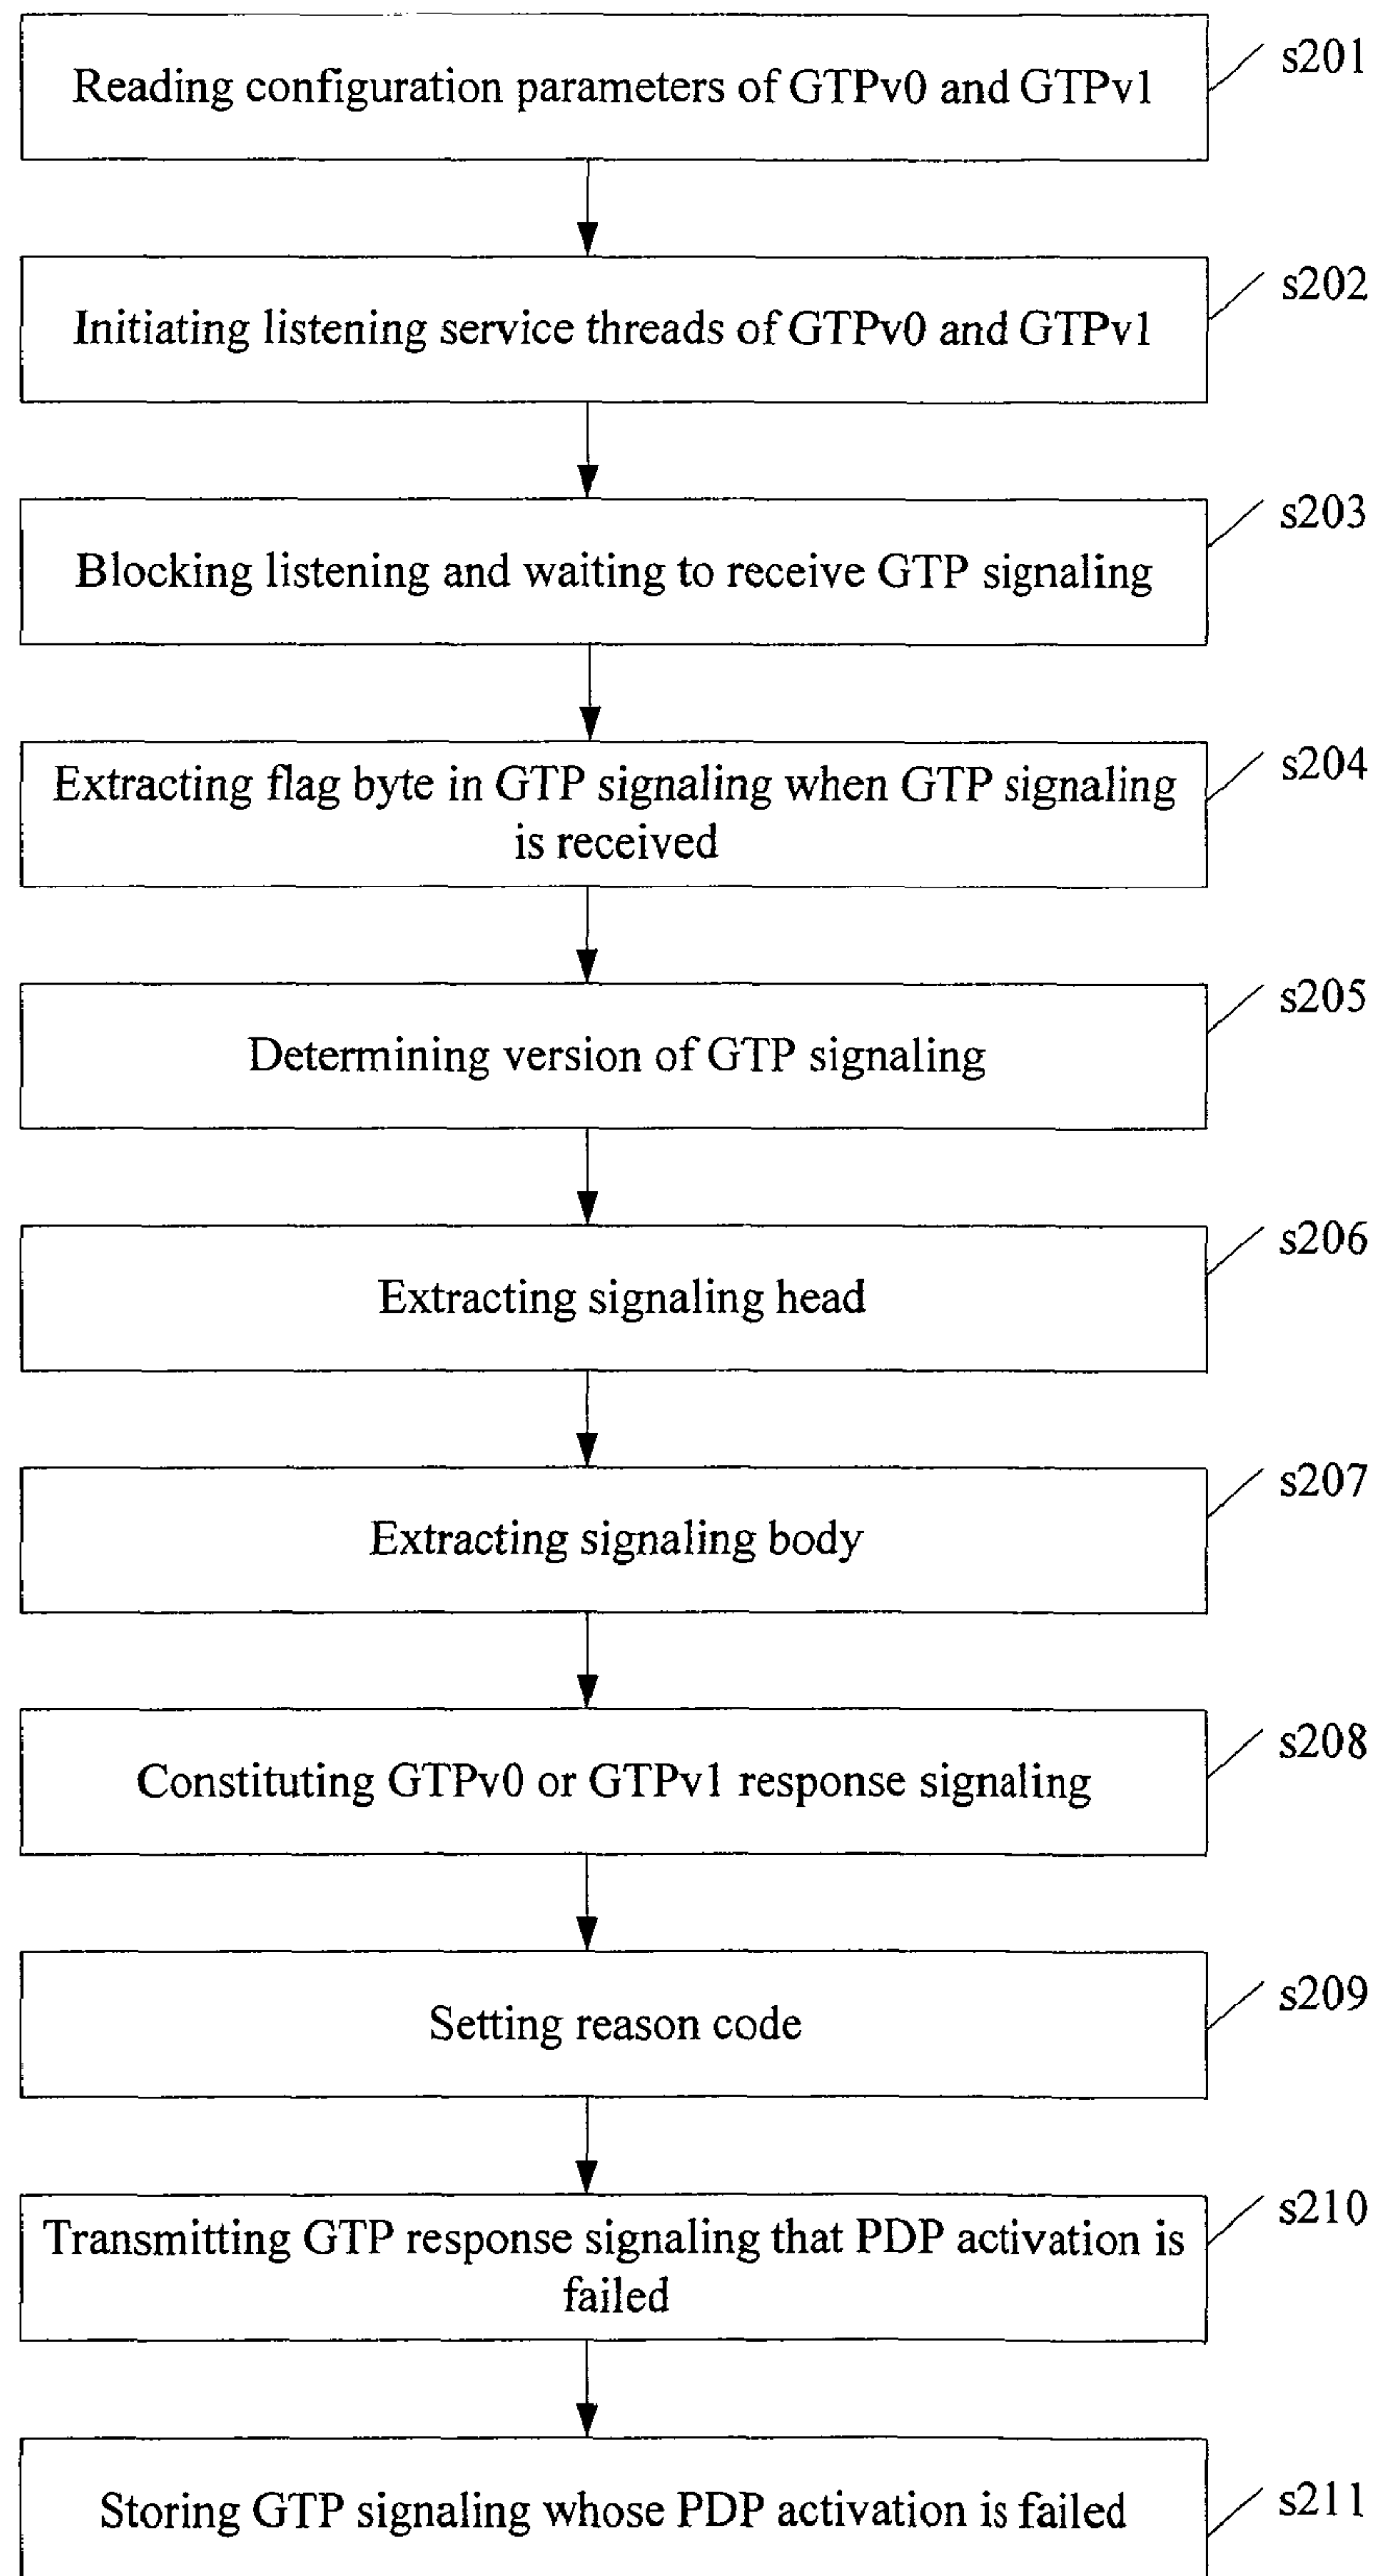 Reading configuration parameters of GTPv0 and GTPv1
s201
Initiating listening service threads of GTPv0 and GTPv1
s202
Blocking listening and waiting to receive GTP signaling
s203
Extracting flag byte in GTP signaling when GTP signaling
is received
s204
Determining version of GTP signaling
s205
Extracting signaling head
s206
Extracting signaling body
s207
Constituting GTPv0 or GTPv1 response signaling
s208
Setting reason code
s209
Transmitting GTP response signaling that PDP activation is
failed
s210
Storing GTP signaling whose PDP activation is failed
s211